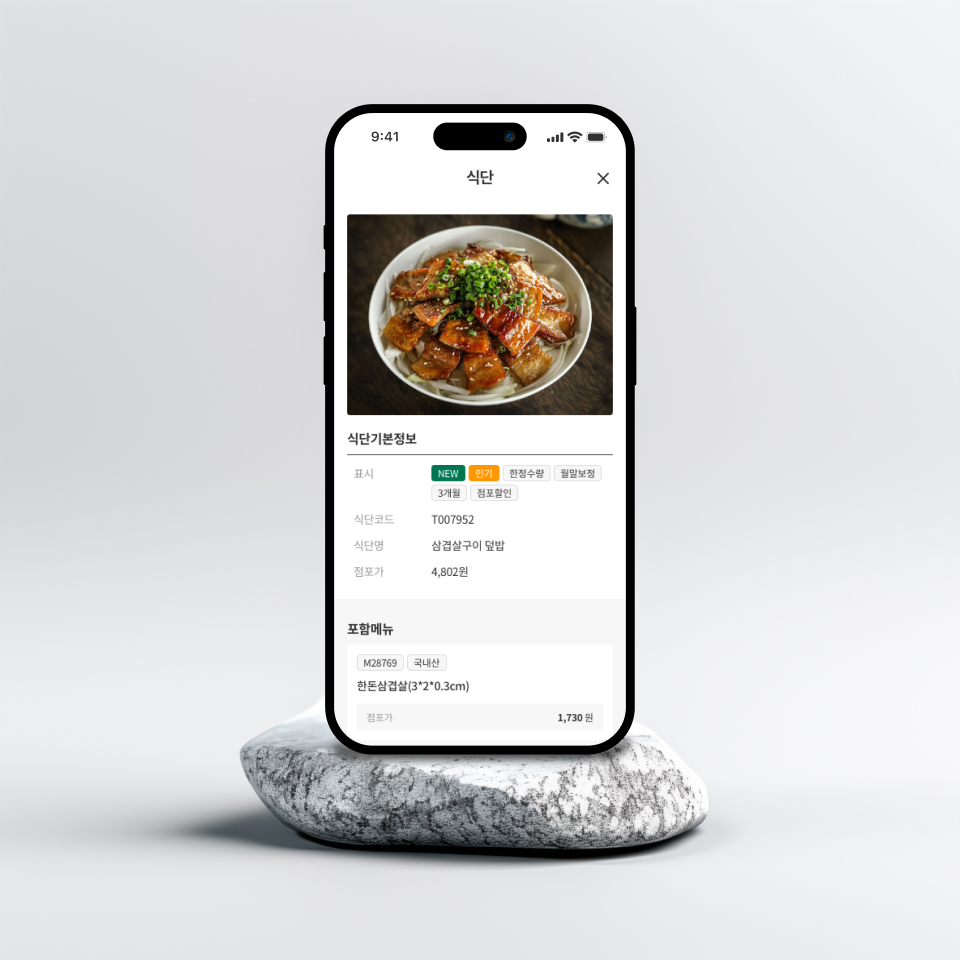 9:41
식단
식단기본정보
표시 NEW 인기 한정수량 월말보정
3개월 점포할인
식단코드 T007952
식단명 삼겹살구이 덮밥
점포가 4,802원
포함메뉴
M28769 국내산
한돈삼겹살(3*2*0.3cm)
점포가 1,730 원